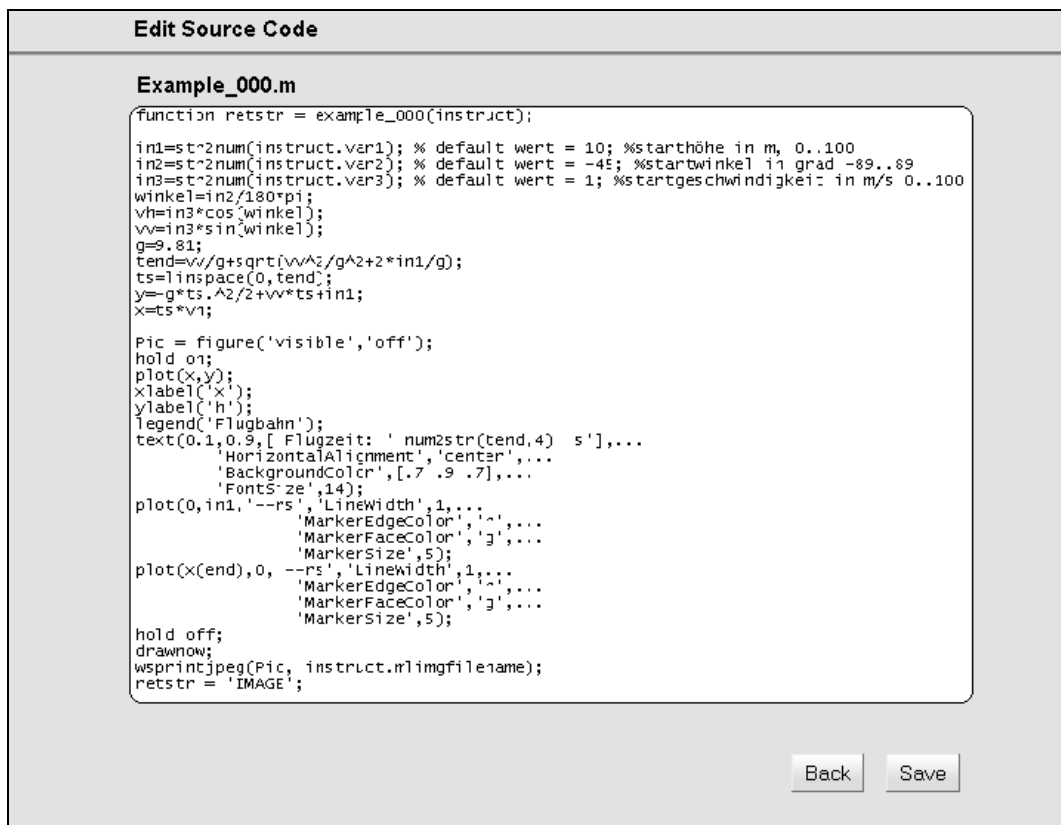 Edit Source Code
Example_000.m
function retstr = example_000(instruct);
in1=str2num(instruct.var1); % default wert = 10; %starthöhe in m, 0..100
in2=str2num(instruct.var2); % default wert = -45; %startwinkel in grad -89..89
in3=str2num(instruct.var3); % default wert = 1; %startgeschwindigkeit in m/s 0..100
winkel=in2/180*pi;
vh=in3*cos(winkel);
vv=in3*sin(winkel);
g=9.81;
tend=vv/g+sqrt(vv^2/g^2+2*in1/g);
ts=linspace(0,tend);
y=-g*ts.^2/2+vv*ts+in1;
x=ts*vh;
Pic = figure('visible','off');
hold on;
plot(x,y);
xlabel('x');
ylabel('h');
legend('Flugbahn');
text(0.1,0.9,[ Flugzeit: ' num2str(tend,4)  s'],...
'HorizontalAlignment','center',...
'BackgroundColor',[.7 .9 .7],...
'FontSize',14);
plot(0,in1,'--rs','LineWidth',1,...
'MarkerEdgeColor','r',...
'MarkerFaceColor','g',...
'MarkerSize',5);
plot(x(end),0, --rs','LineWidth',1,...
'MarkerEdgeColor','r',...
'MarkerFaceColor','g',...
'MarkerSize',5);
hold off;
drawnow;
wsprintjpeg(Pic, instruct.mlimgfilename);
retstr = 'IMAGE';
Back
Save